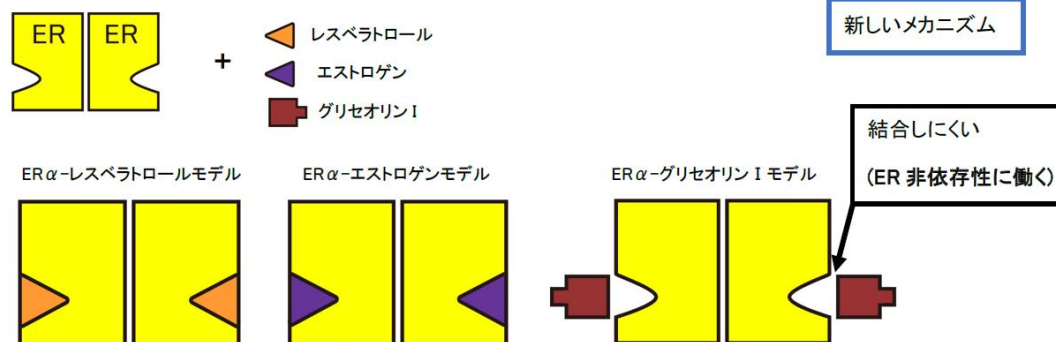 ER ER
+
レスベラトロール
エストロゲン
グリセオリン I
新しいメカニズム
結合しにくい
(ER 非依存性に働く)
ERα-レスベラトロールモデル
ERα-エストロゲンモデル
ERα-グリセオリン I モデル